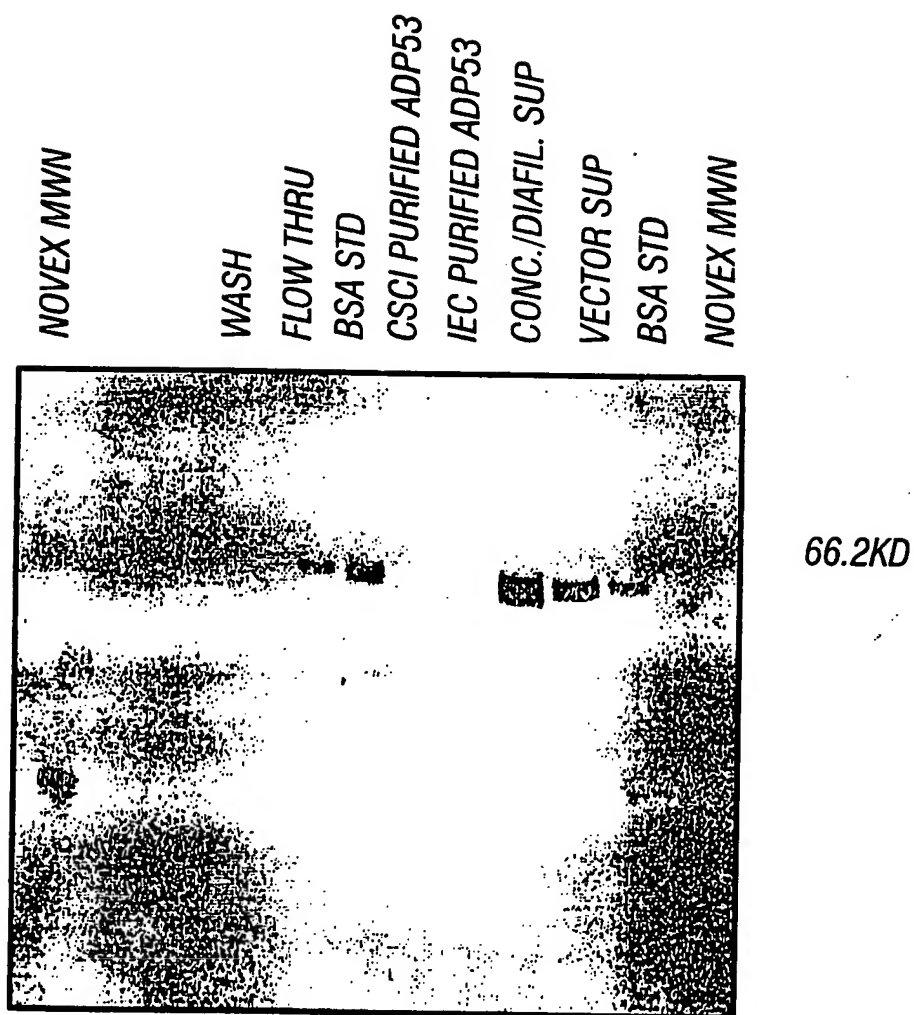 NOVEX MWN
WASH
FLOW THRU
BSA STD
CSCI PURIFIED ADP53
IEC PURIFIED ADP53
CONC./DIAFIL. SUP
VECTOR SUP
BSA STD
NOVEX MWN
66.2KD